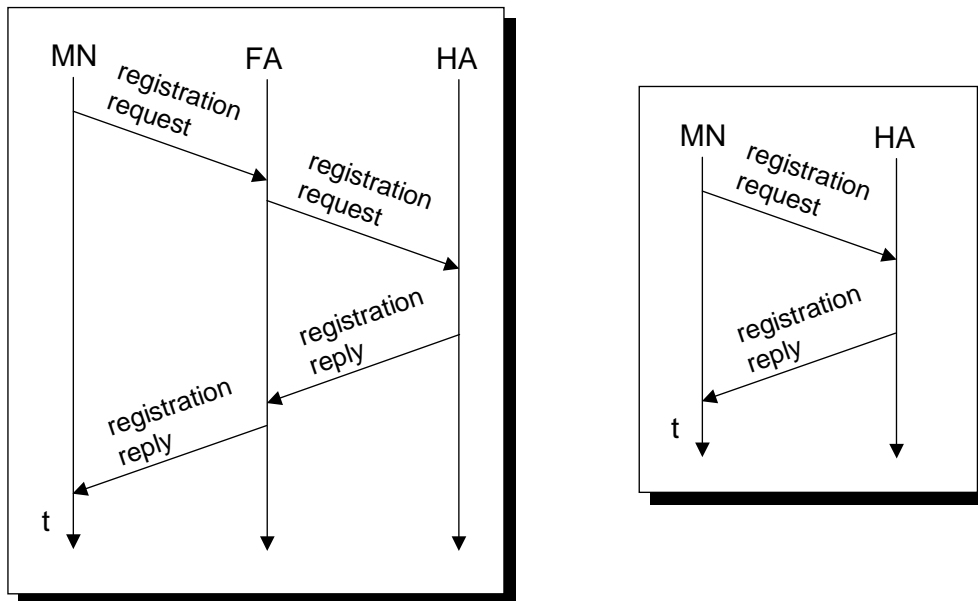 MN FA HA
registration
request
registration
request
registration
reply
registration
reply
t
MN HA
registration
request
registration
reply
t